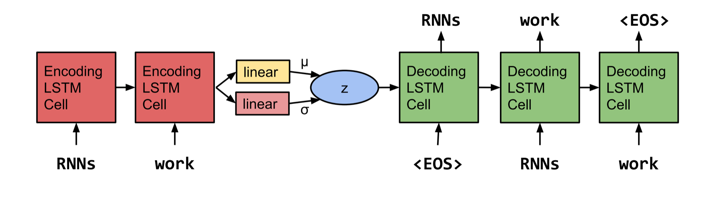 RNNs work <EOS>
Encoding
LSTM
Cell
Encoding
LSTM
Cell
linear
μ
linear
σ
z
Decoding
LSTM
Cell
Decoding
LSTM
Cell
Decoding
LSTM
Cell
RNNs work <EOS> RNNs work